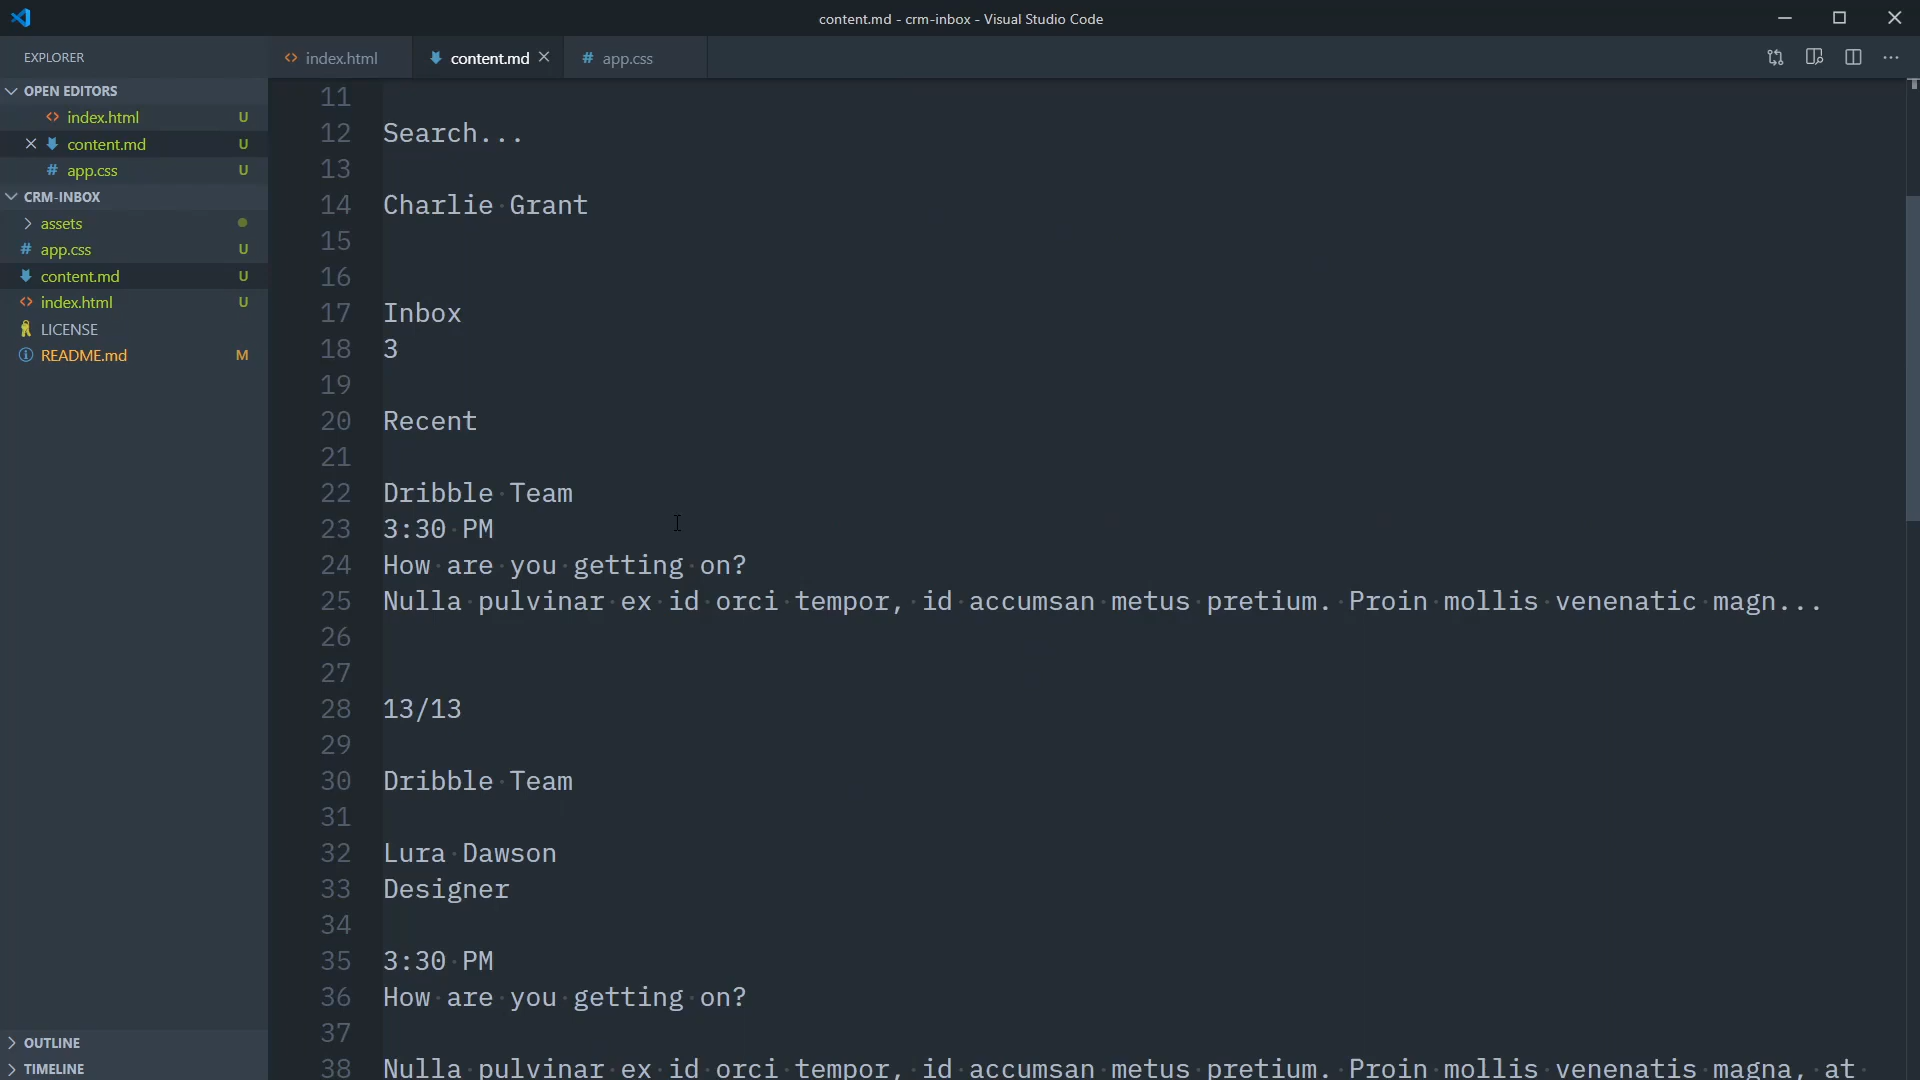 content.md - crm-inbox - Visual Studio Code
EXPLORER
index.html
content.md
# app.css
OPEN EDITORS
index.html U
content.md U
# app.css U
CRM-INBOX
assets
# app.css U
content.md U
index.html U
LICENSE
README.md M
OUTLINE
TIMELINE
11
12 Search...
13
14 Charlie Grant
15
16
17 Inbox
18 3
19
20 Recent
21
22 Dribble Team
23 3:30 PM
24 How are you getting on?
25 Nulla pulvinar ex id orci tempor, id accumsan metus pretium. Proin mollis venenatic magn...
26
27
28 13/13
29
30 Dribble Team
31
32 Lura Dawson
33 Designer
34
35 3:30 PM
36 How are you getting on?
37
38 Nulla pulvinar ex id orci tempor, id accumsan metus pretium. Proin mollis venenatis magna, at